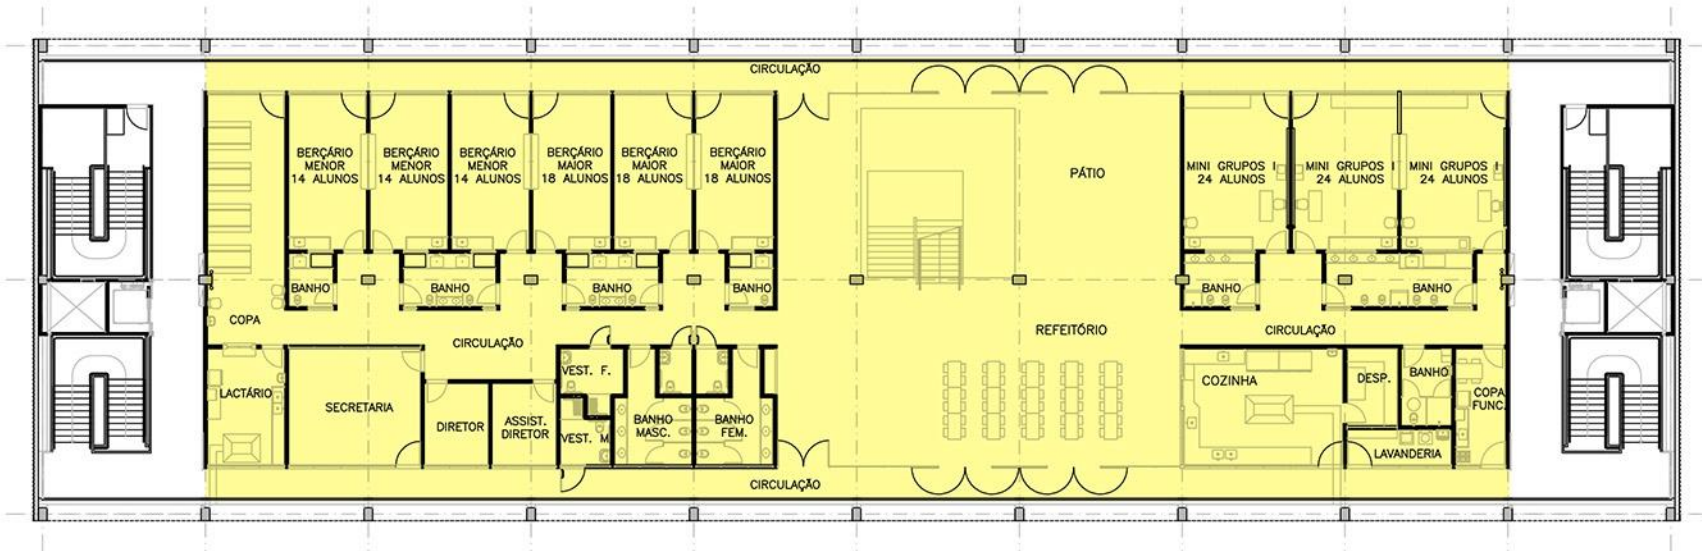 CIRCULAÇÃO
BERÇÁRIO
MENOR
14 ALUNOS
BERÇÁRIO
MENOR
14 ALUNOS
BERÇÁRIO
MENOR
14 ALUNOS
BERÇÁRIO
MAIOR
18 ALUNOS
BERÇÁRIO
MAIOR
18 ALUNOS
BERÇÁRIO
MAIOR
18 ALUNOS
PÁTIO
MINI GRUPOS I
24 ALUNOS
MINI GRUPOS I
24 ALUNOS
MINI GRUPOS I
24 ALUNOS
BANHO
BANHO
BANHO
BANHO
BANHO
BANHO
COPA
CIRCULAÇÃO
REFEITÓRIO
CIRCULAÇÃO
LACTÁRIO
SECRETARIA
DIRETOR
ASSIST.
DIRETOR
VEST. F.
VEST. M
BANHO
MASC.
BANHO
FEM.
COZINHA
DESP.
BANHO
COPA
FUNC.
LAVANDERIA
CIRCULAÇÃO